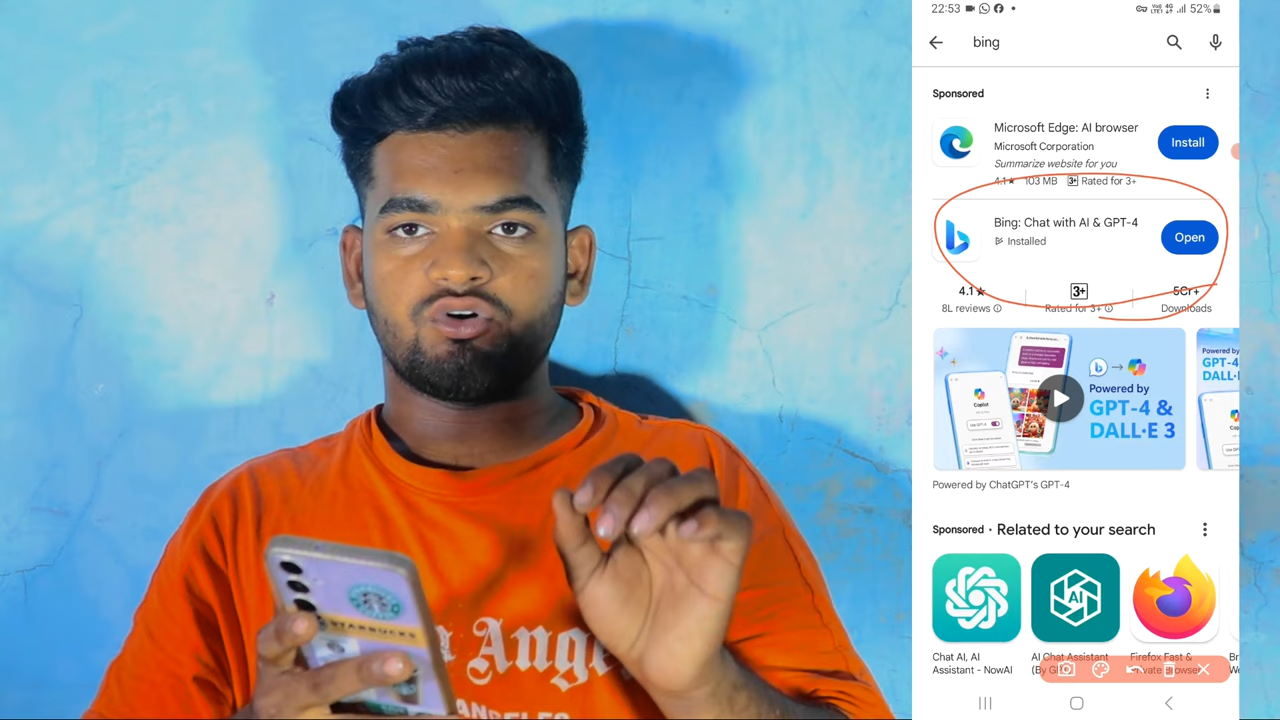 22:53
52%
bing
Sponsored
Microsoft Edge: AI browser
Microsoft Corporation
Install
Summarize website for you
4.1★ 103 MB 3+ Rated for 3+
Bing: Chat with AI & GPT-4
Installed
Open
4.1★
3+
5Cr+
8L reviews
Rated for 3+
Downloads
Powered by
GPT-4 &
DALL·E 3
Copilot
Powered by ChatGPT's GPT-4
Sponsored · Related to your search
AI
Chat AI, AI
Assistant - NowAI
AI Chat Assistant
Firefox Fast &
STARBUCKS
ANGELES